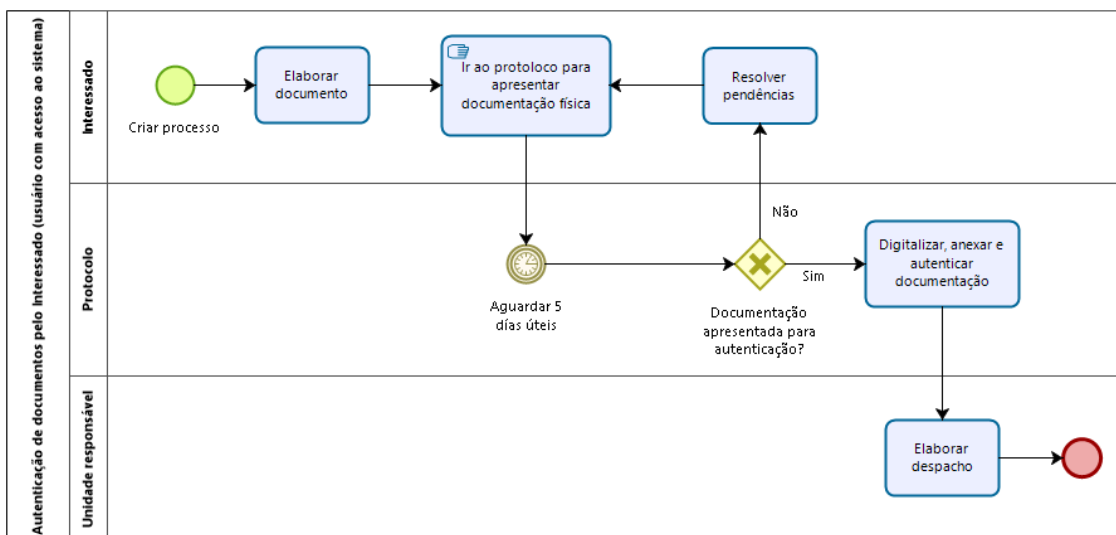 Autenticação de documentos pelo Interessado (usuário com acesso ao sistema)
Interessado
Criar processo
Elaborar
documento
Ir ao protoloco para
apresentar
documentação física
Resolver
pendências
Protocolo
Aguardar 5
dias úteis
Não
Sim
Documentação
apresentada para
autenticação?
Digitalizar, anexar e
autenticar
documentação
Unidade responsável
Elaborar
despacho